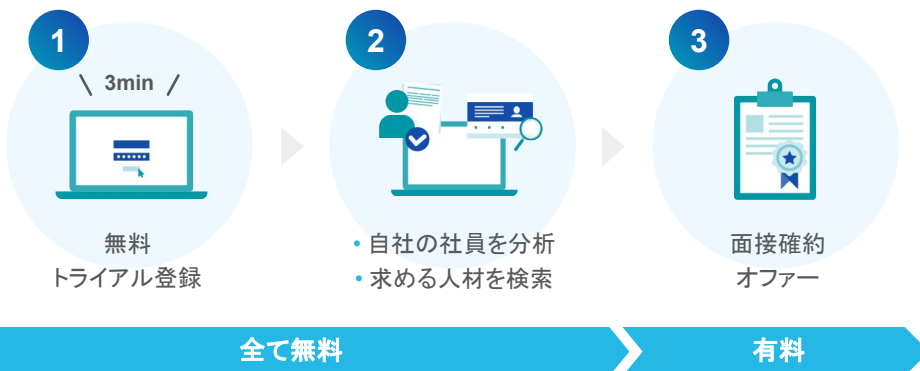 1
3min
無料
トライアル登録
2
・自社の社員を分析
・求める人材を検索
3
面接確約
オファー
全て無料
有料